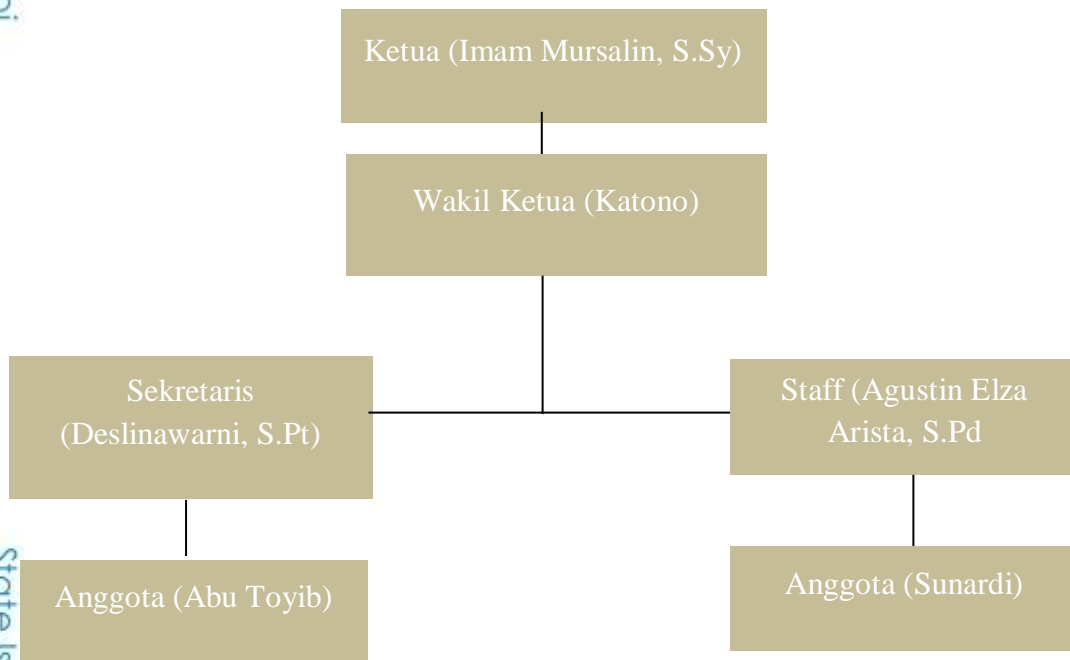 Ketua (Imam Mursalin, S.Sy)
Wakil Ketua (Katono)
Sekretaris
(Deslinawarni, S.Pt)
Staff (Agustin Elza
Arista, S.Pd
Anggota (Abu Toyib)
Anggota (Sunardi)
State